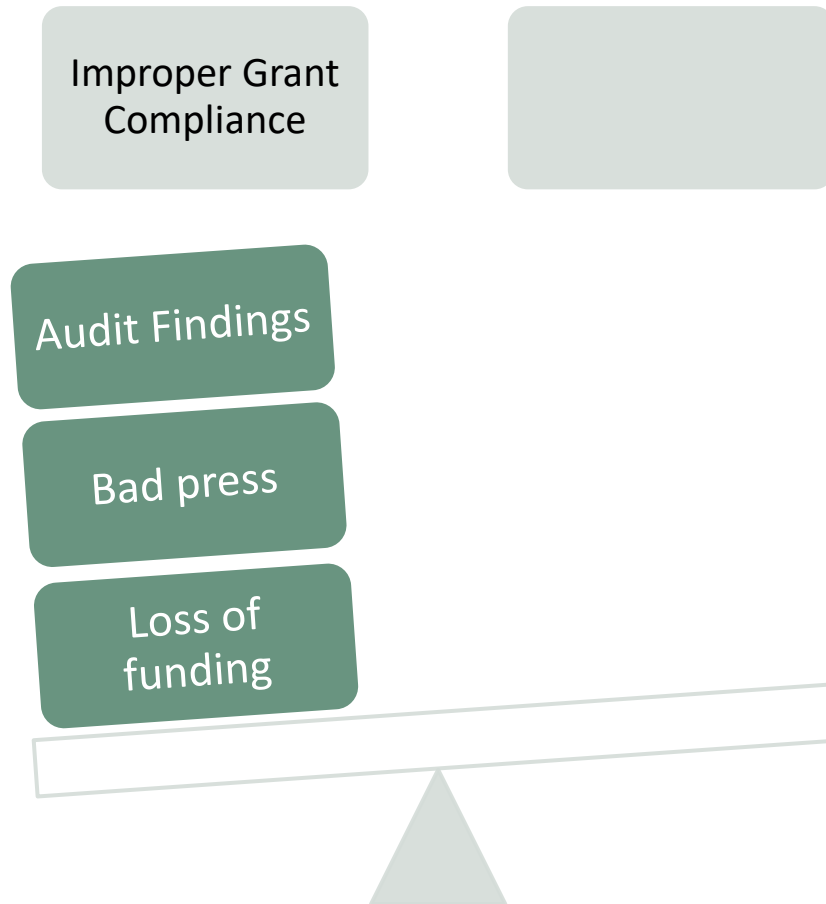 Improper Grant
Compliance
Audit Findings
Bad press
Loss of
funding